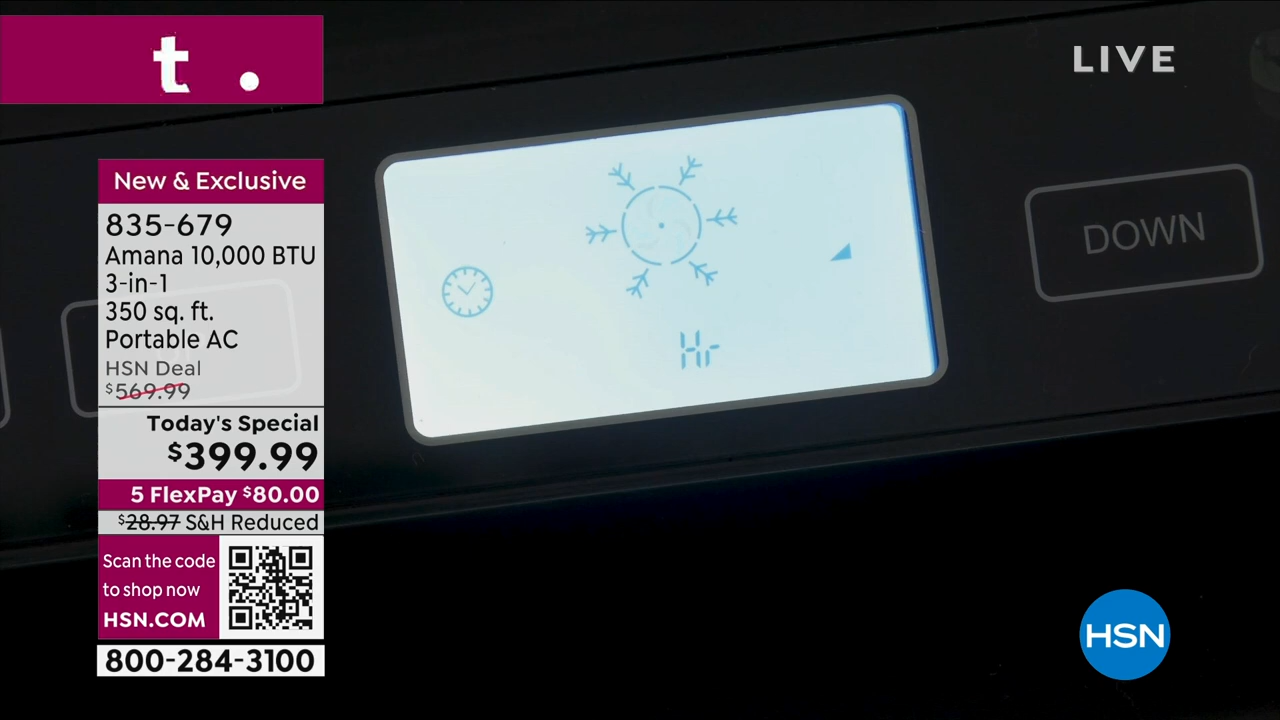 t.
LIVE
New & Exclusive
835-679
Amana 10,000 BTU
3-in-1
350 sq. ft.
Portable AC
HSN Deal
$569.99
Today's Special
$399.99
5 FlexPay $80.00
$28.97 S&H Reduced
Scan the code
to shop now
HSN.COM
800-284-3100
Hr
DOWN
HSN